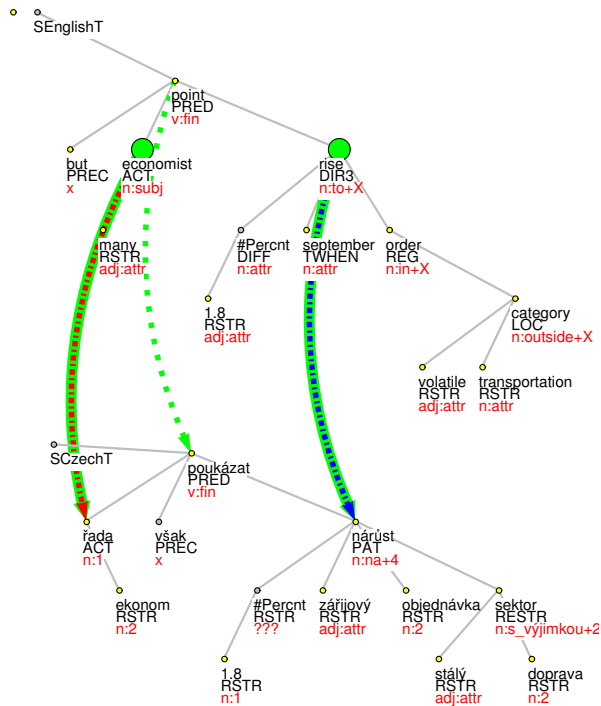 SEnglishT
point
PRED
v:fin
but
PREC
x
economist
ACT
n:subj
rise
DIR3
n:to+X
many
RSTR
adj:attr
#Percnt
DIFF
n:attr
september
TWHEN
n:attr
order
REG
n:in+X
1.8
RSTR
adj:attr
category
LOC
n:outside+X
volatile
RSTR
adj:attr
transportation
RSTR
n:attr
SCzechT
poukázat
PRED
v:fin
řada
ACT
n:1
však
PREC
x
nárůst
PAT
n:na+4
ekonom
RSTR
n:2
#Percnt
RSTR
???
zářijový
RSTR
adj:attr
objednávka
RSTR
n:2
sektor
RESTR
n:s_výjimkou+2
1.8
RSTR
n:1
stálý
RSTR
adj:attr
doprava
RSTR
n:2